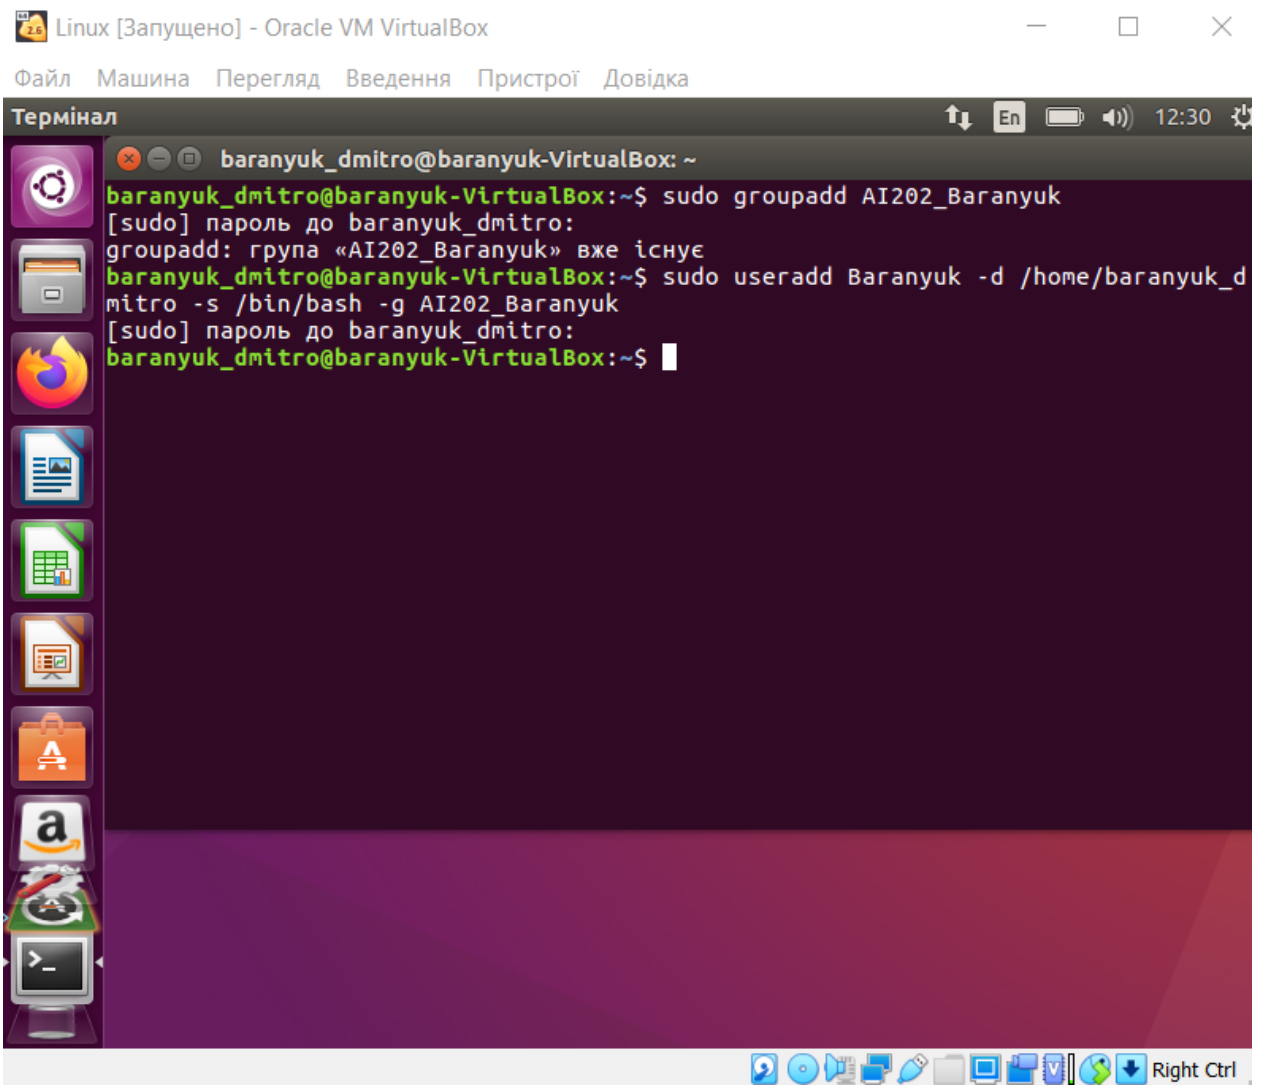 Linux [Запущено] - Oracle VM VirtualBox
Файл Машина Перегляд Введення Пристрої Довідка
Термінал En 12:30
baranyuk_dmitro@baranyuk-VirtualBox: ~
baranyuk_dmitro@baranyuk-VirtualBox:~$ sudo groupadd AI202_Baranyuk
[sudo] пароль до baranyuk_dmitro:
groupadd: група «AI202_Baranyuk» вже існує
baranyuk_dmitro@baranyuk-VirtualBox:~$ sudo useradd Baranyuk -d /home/baranyuk_d
mitro -s /bin/bash -g AI202_Baranyuk
[sudo] пароль до baranyuk_dmitro:
baranyuk_dmitro@baranyuk-VirtualBox:~$
Right Ctrl